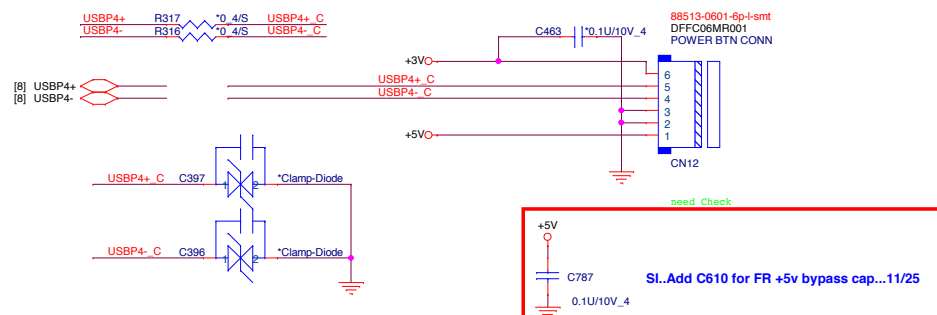 USBP4+ R317 *0_4/S USBP4+_C
USBP4- R316 *0_4/S USBP4-_C
88513-0601-6p-l-smt
DFFC06MR001
POWER BTN CONN
C463 *0.1U/10V_4
+3V
[8] USBP4+ USBP4+_C
[8] USBP4- USBP4-_C
+5V
6
5
4
3
2
1
CN12
USBP4+_C C397 1 2 *Clamp-Diode
USBP4-_C C396 1 2 *Clamp-Diode
need Check
+5V
C787
0.1U/10V_4
SI..Add C610 for FR +5v bypass cap...11/25